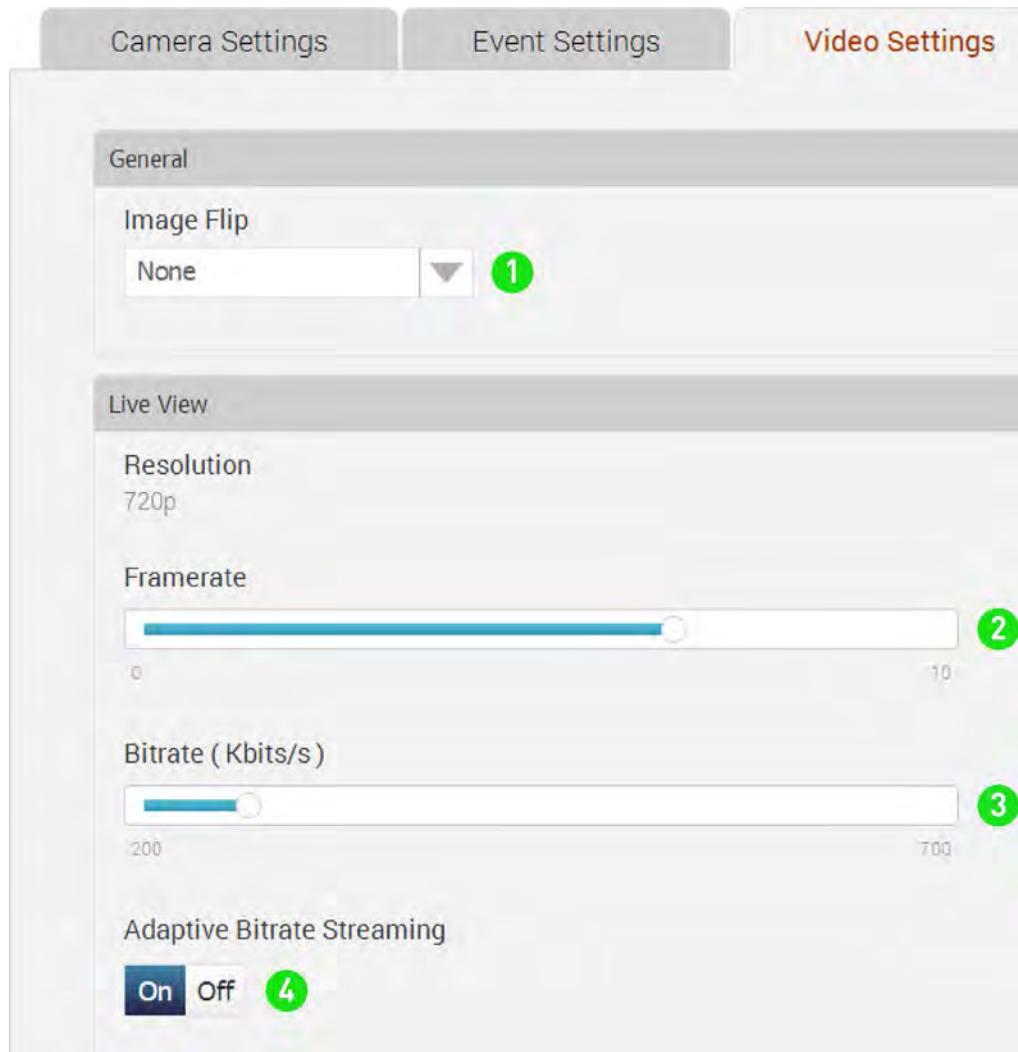 Camera Settings Event Settings Video Settings
General
Image Flip
None 1
Live View
Resolution
720p
Framerate
2
0 10
Bitrate ( Kbits/s )
3
200 700
Adaptive Bitrate Streaming
On Off 4